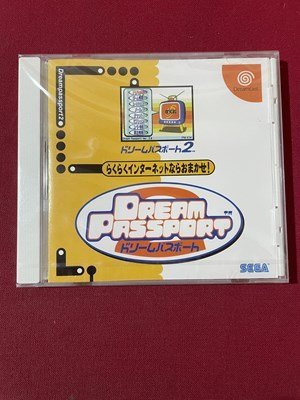 Dreampassport2
Dreamcast
ドリームパスポート2
らくらくインターネットならおまかせ!
DREAM
PASSPORT
TM
ドリームパスポート
SEGA